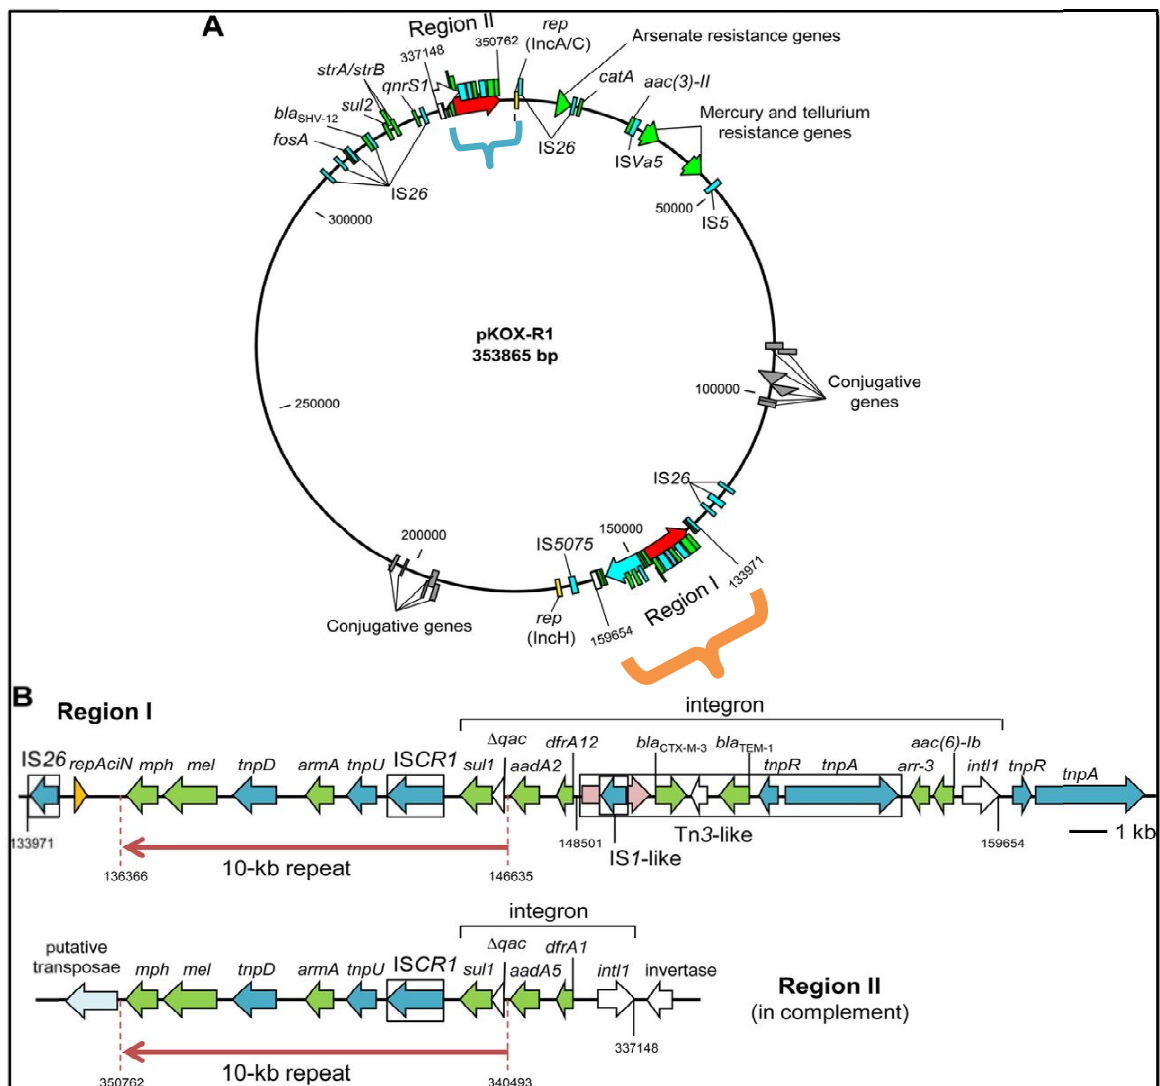 A
Region II
337148
350762
rep
(IncA/C)
Arsenate resistance genes
strA/strB
qnrS1
catA
sul2
aac(3)-II
blaSHV-12
Mercury and tellurium
resistance genes
fosA
IS26
ISVa5
IS26
50000
IS5
300000
pKOX-R1
353865 bp
100000
Conjugative
genes
250000
IS26
150000
200000
IS5075
133971
Region I
rep
(IncH)
159654
Conjugative genes
B
Region I
integron
IS26
repAciN
mph
mel
tnpD
armA
tnpU
ISCR1
sul1
Δqac
aadA2
dfrA12
blaCTX-M-3
blaTEM-1
tnpR
tnpA
arr-3
aac(6)-Ib
intl1
tnpR
tnpA
133971
148501
Tn3-like
IS1-like
159654
1 kb
10-kb repeat
136366
146635
integron
putative
transposae
mph
mel
tnpD
armA
tnpU
ISCR1
sul1
Δqac
aadA5
dfrA1
intl1
invertase
Region II
(in complement)
337148
10-kb repeat
350762
340493